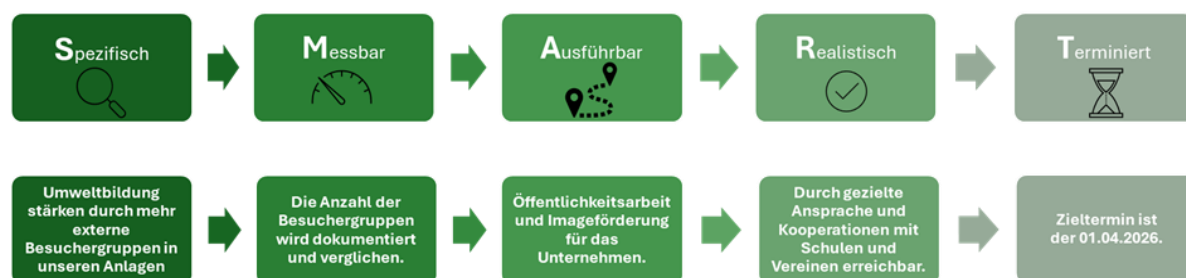 Spezifisch
Messbar
Ausführbar
Realistisch
Terminiert
Umweltbildung
stärken durch mehr
externe
Besuchergruppen in
unseren Anlagen
Die Anzahl der
Besuchergruppen
wird dokumentiert
und verglichen.
Öffentlichkeitsarbeit
und Imageförderung
für das
Unternehmen.
Durch gezielte
Ansprache und
Kooperationen mit
Schulen und
Vereinen erreichbar.
Zieltermin ist
der 01.04.2026.